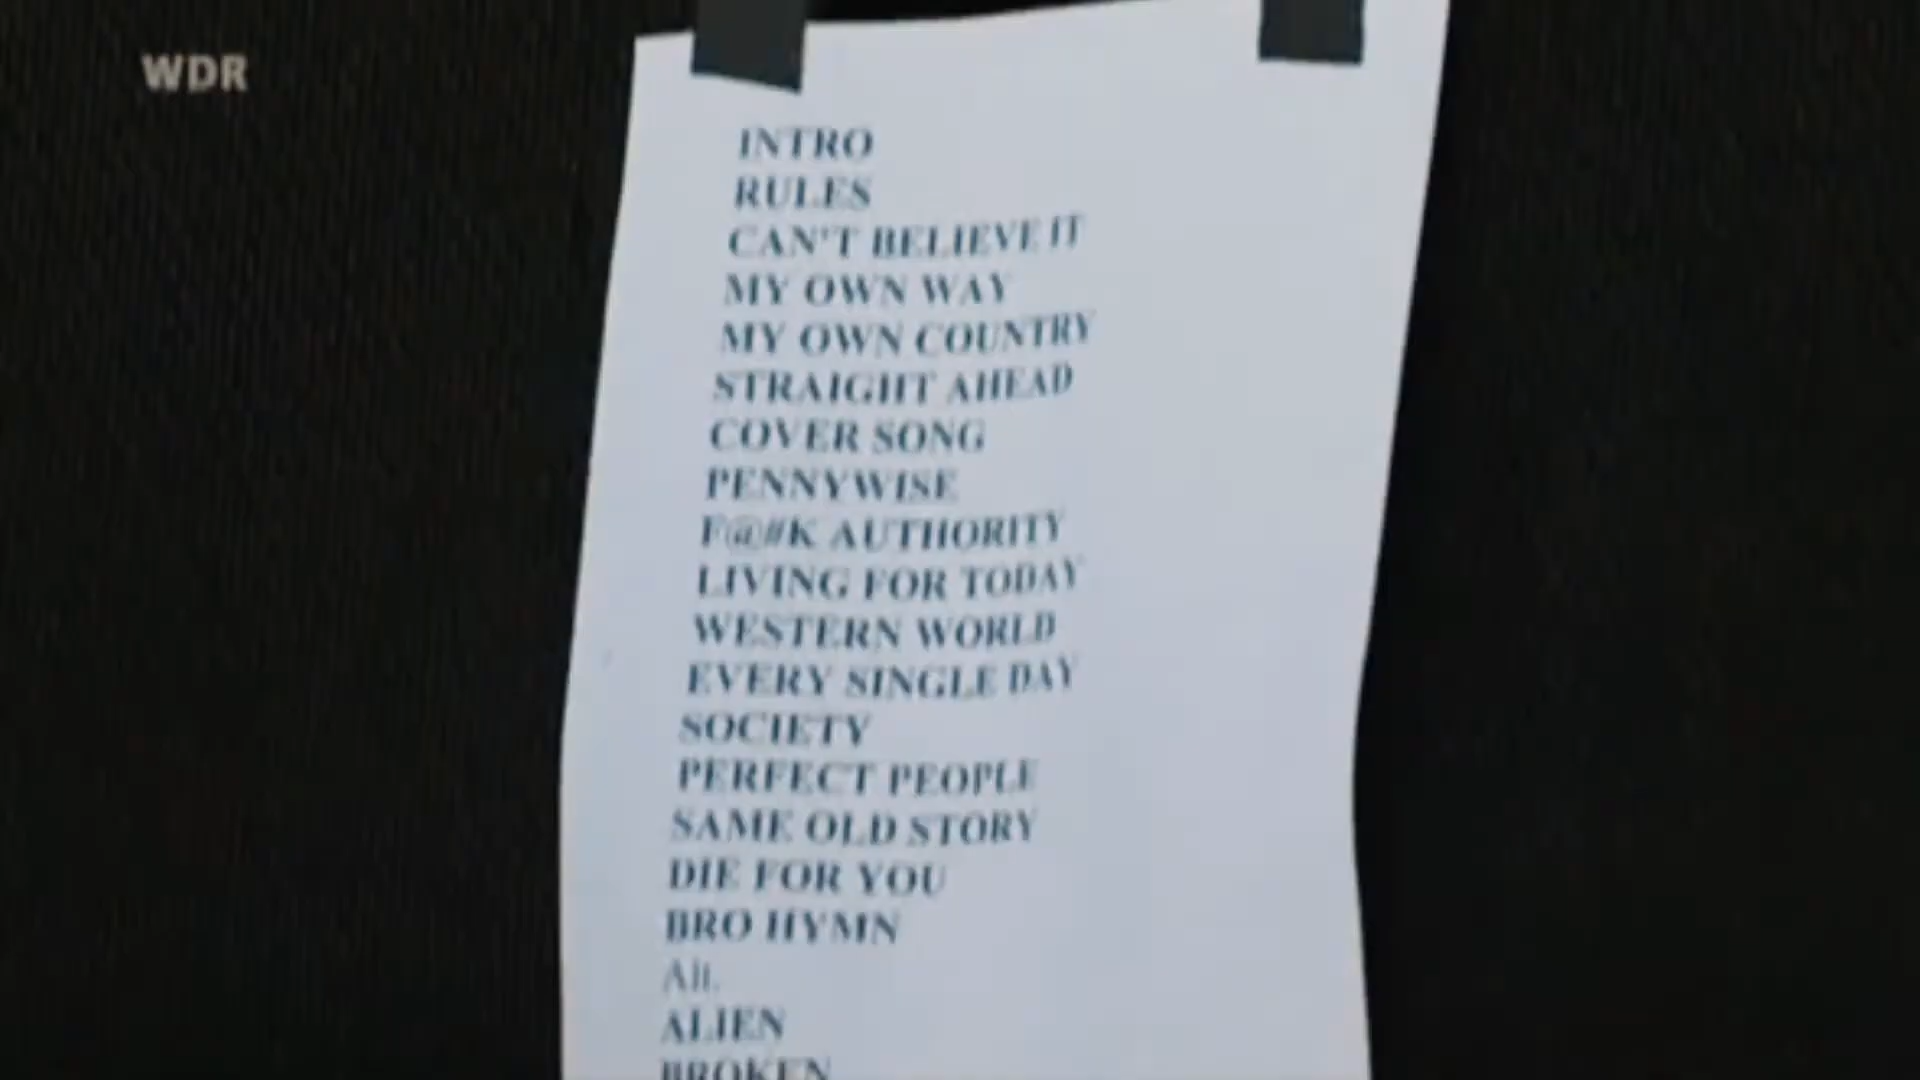 WDR
INTRO
RULES
CAN'T BELIEVE IT
MY OWN WAY
MY OWN COUNTRY
STRAIGHT AHEAD
COVER SONG
PENNYWISE
F@#K AUTHORITY
LIVING FOR TODAY
WESTERN WORLD
EVERY SINGLE DAY
SOCIETY
PERFECT PEOPLE
SAME OLD STORY
DIE FOR YOU
BRO HYMN
Alt.
ALIEN
BROKEN